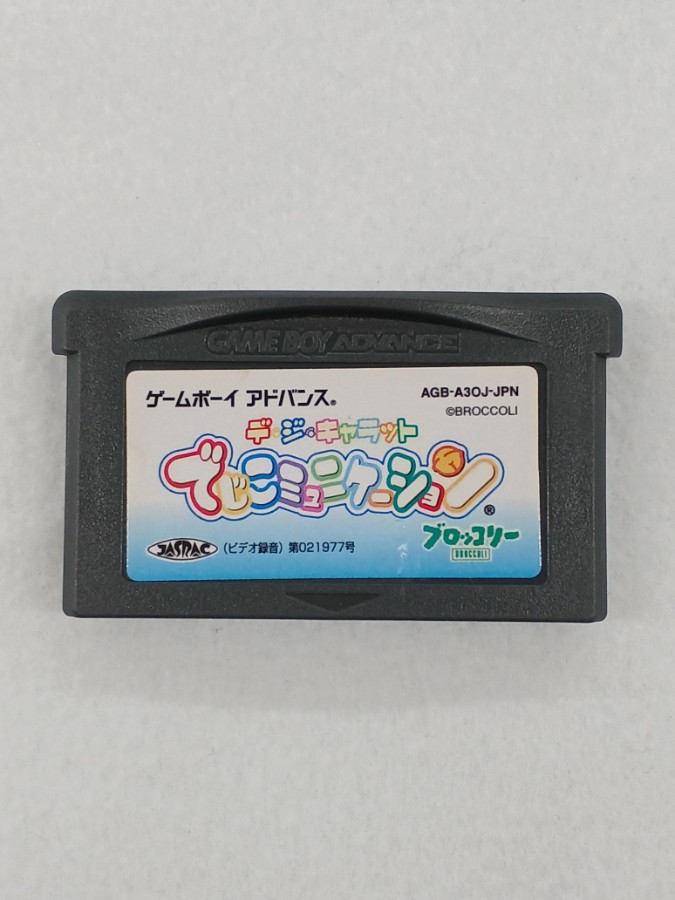 GAME BOY ADVANCE
ゲームボーイ アドバンス®
AGB-A3OJ-JPN
©BROCCOLI
デ・ジ・キャラット
でじこミュニケーション®
JASRAC
(ビデオ録音) 第021977号
ブロッコリー
BROCCOLI